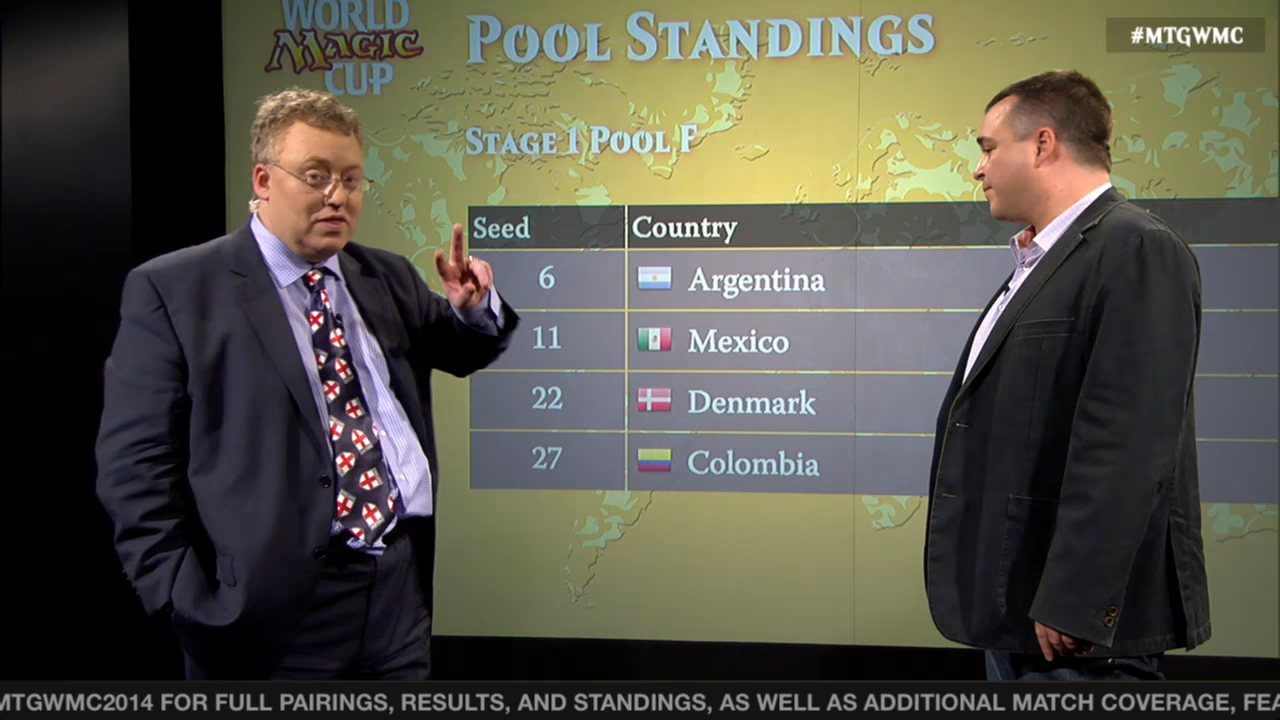 WORLD
MAGIC
CUP
POOL STANDINGS
#MTGWMC
STAGE 1 POOL F
Seed Country
6 Argentina
11 Mexico
22 Denmark
27 Colombia
MTGWMC2014 FOR FULL PAIRINGS, RESULTS, AND STANDINGS, AS WELL AS ADDITIONAL MATCH COVERAGE, FEA